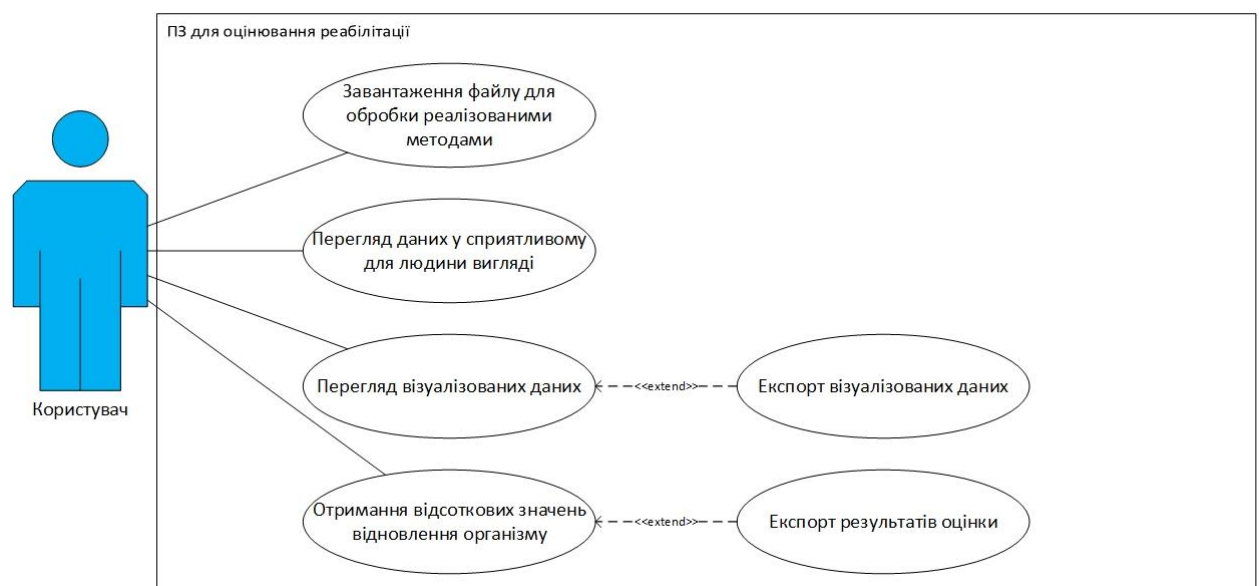 ПЗ для оцінювання реабілітації
Завантаження файлу для
обробки реалізованими
методами
Перегляд даних у сприятливому
для людини вигляді
Перегляд візуалізованих даних
<<extend>>
Експорт візуалізованих даних
Користувач
Отримання відсоткових значень
відновлення організму
<<extend>>
Експорт результатів оцінки